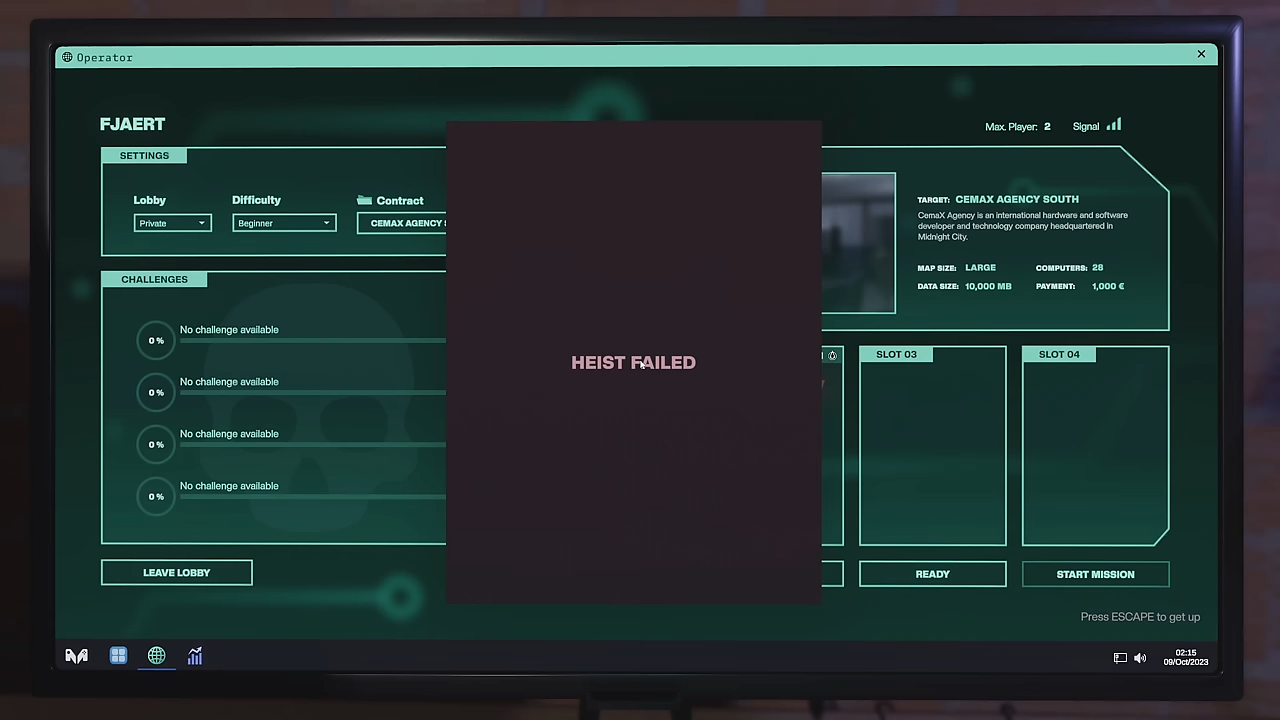 Operator
FJAERT
Max. Player: 2
Signal
SETTINGS
Lobby
Difficulty
Contract
Private
Beginner
CEMAX AGENCY
TARGET: CEMAX AGENCY SOUTH
CemaX Agency is an international hardware and software
developer and technology company headquartered in
Midnight City.
MAP SIZE: LARGE
COMPUTERS: 28
DATA SIZE: 10,000 MB
PAYMENT: 1,000 €
CHALLENGES
0 %
No challenge available
0 %
No challenge available
0 %
No challenge available
0 %
No challenge available
HEIST FAILED
SLOT 03
SLOT 04
LEAVE LOBBY
READY
START MISSION
Press ESCAPE to get up
02:15
09/Oct/2023